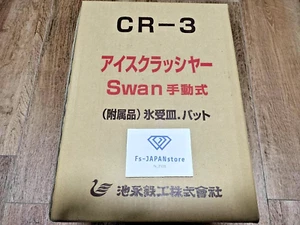 CR-3
アイスクラッシャー
Swan 手動式
(附属品) 氷受皿.バット
Fs-JAPANstore
池永鉄工株式會社